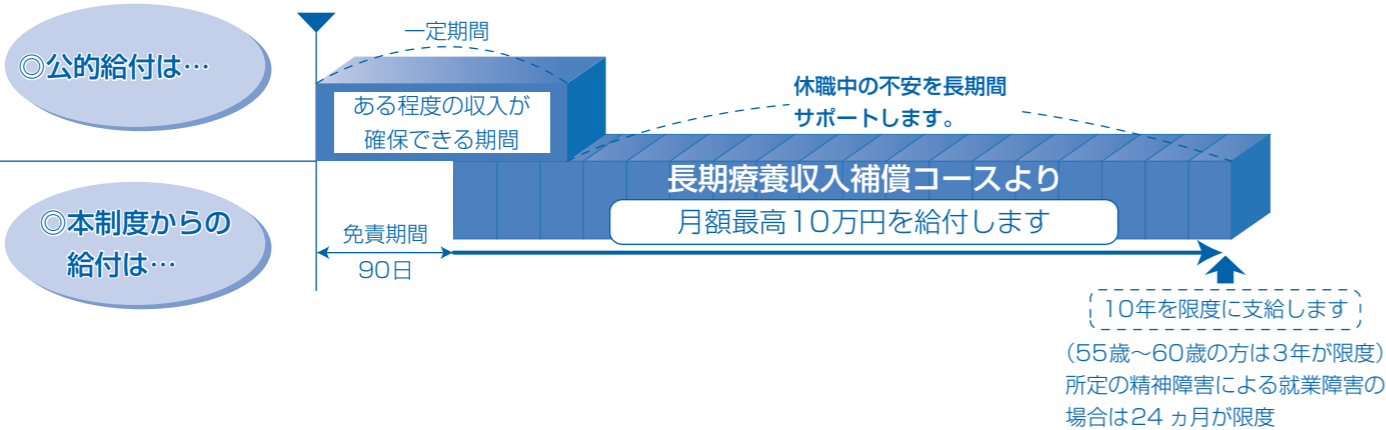 ◎公的給付は…
一定期間
ある程度の収入が
確保できる期間
休職中の不安を長期間
サポートします。
◎本制度からの
給付は…
免責期間
90日
長期療養収入補償コースより
月額最高10万円を給付します
10年を限度に支給します
(55歳〜60歳の方は3年が限度)
所定の精神障害による就業障害の
場合は24ヵ月が限度